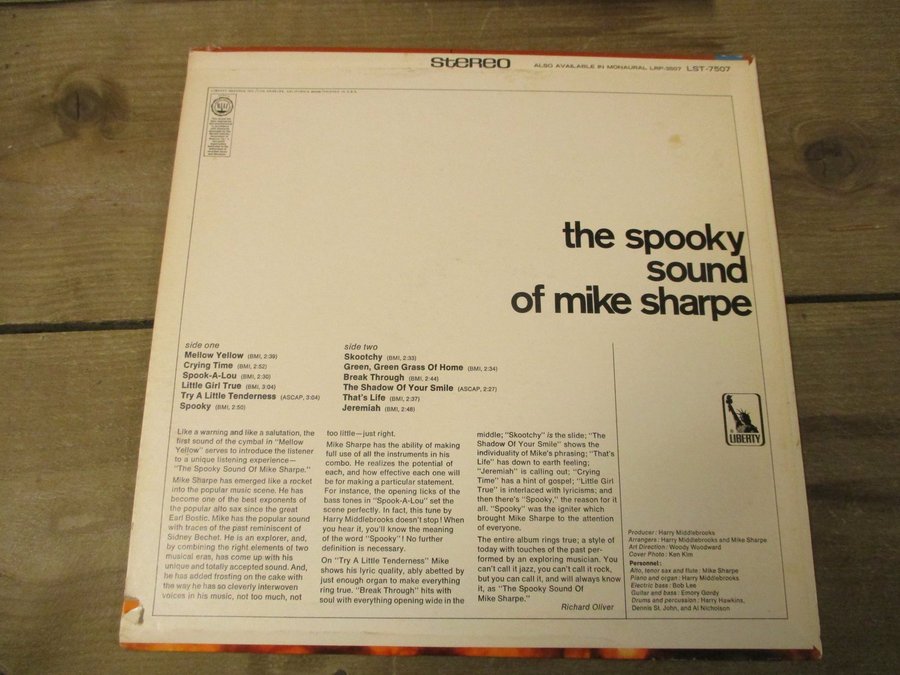 stereo
ALSO AVAILABLE IN MONAURAL LRP-3507 LST-7507
the spooky
sound
of mike sharpe
side one
Mellow Yellow (BMI, 2:39)
Crying Time (BMI, 2:52)
Spook-A-Lou (BMI, 2:30)
Little Girl True (BMI, 3:04)
Try A Little Tenderness (ASCAP, 3:04)
Spooky (BMI, 2:50)
side two
Skootchy (BMI, 2:33)
Green, Green Grass Of Home (BMI, 2:34)
Break Through (BMI, 2:44)
The Shadow Of Your Smile (ASCAP, 2:27)
That's Life (BMI, 2:37)
Jeremiah (BMI, 2:48)
Like a warning and like a salutation, the
first sound of the cymbal in "Mellow
Yellow" serves to introduce the listener
to a unique listening experience—
"The Spooky Sound Of Mike Sharpe."
Mike Sharpe has emerged like a rocket
into the popular music scene. He has
become one of the best exponents of
the popular alto sax since the great
Earl Bostic. Mike has the popular sound
with traces of the past reminiscent of
Sidney Bechet. He is an explorer, and,
by combining the right elements of two
musical eras, has come up with his
unique and totally accepted sound. And,
he has added frosting on the cake with
the way he has so cleverly interwoven
voices in his music, not too much, not
too little—just right.
Mike Sharpe has the ability of making
full use of all the instruments in his
combo. He realizes the potential of
each, and how effective each one will
be for making a particular statement.
For instance, the opening licks of the
bass tones in "Spook-A-Lou" set the
scene perfectly. In fact, this tune by
Harry Middlebrooks doesn't stop! When
you hear it, you'll know the meaning
of the word "Spooky"! No further
definition is necessary.
On "Try A Little Tenderness" Mike
shows his lyric quality, ably abetted by
just enough organ to make everything
ring true. "Break Through" hits with
soul with everything opening wide in the
middle; "Skootchy" is the slide; "The
Shadow Of Your Smile" shows the
individuality of Mike's phrasing; "That's
Life" has down to earth feeling;
"Jeremiah" is calling out; "Crying
Time" has a hint of gospel; "Little Girl
True" is interlaced with lyricisms; and
then there's "Spooky," the reason for it
all. "Spooky" was the igniter which
brought Mike Sharpe to the attention
of everyone.
The entire album rings true; a style of
today with touches of the past per-
formed by an exploring musician. You
can't call it jazz, you can't call it rock,
but you can call it, and will always know
it, as "The Spooky Sound Of
Mike Sharpe."
Richard Oliver
LIBERTY
Producer: Harry Middlebrooks
Arrangers: Harry Middlebrooks and Mike Sharpe
Art Direction: Woody Woodward
Cover Photo: Ken Kim
Personnel:
Alto, tenor sax and flute: Mike Sharpe
Piano and organ: Harry Middlebrooks
Electric bass: Bob Lee
Guitar and bass: Emory Gordy
Drums and percussion: Harry Hawkins,
Dennis St. John, and Al Nicholson